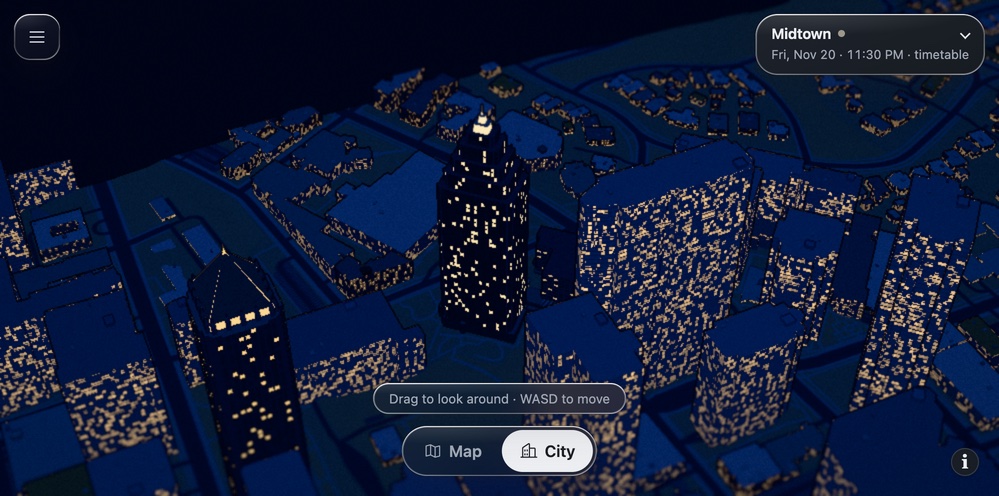 Midtown
Fri, Nov 20 · 11:30 PM · timetable
Drag to look around · WASD to move
Map
City
i